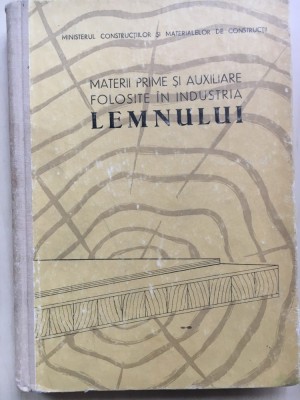 MINISTERUL CONSTRUCȚIILOR ȘI MATERIALELOR DE CONSTRUCȚII
MATERII PRIME ȘI AUXILIARE
FOLOSITE ÎN INDUSTRIA
LEMNULUI